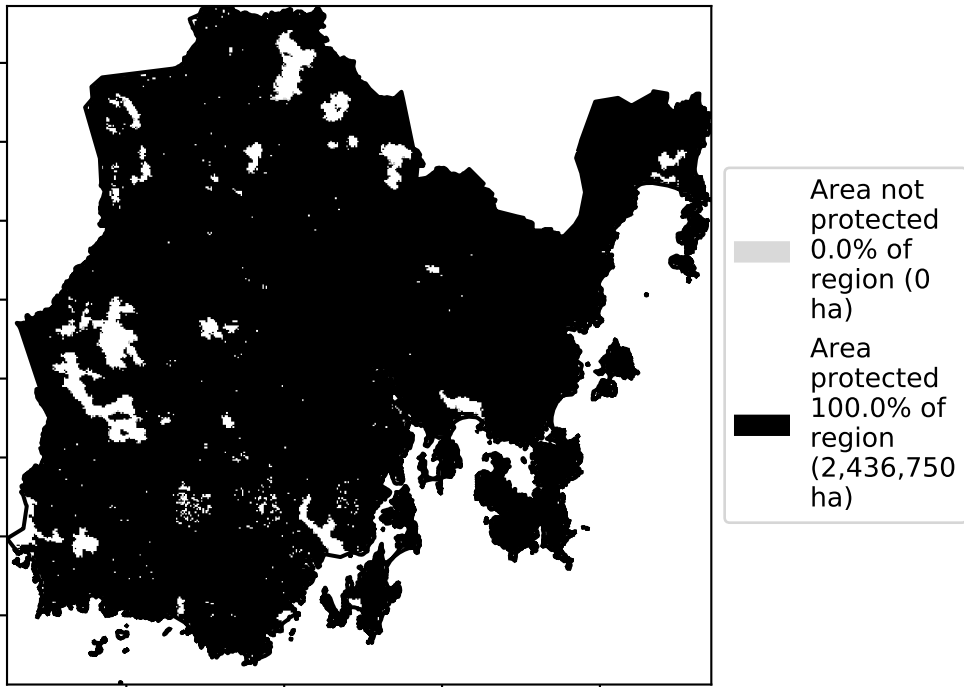 Area not
protected
0.0% of
region (0
ha)
Area
protected
100.0% of
region
(2,436,750
ha)